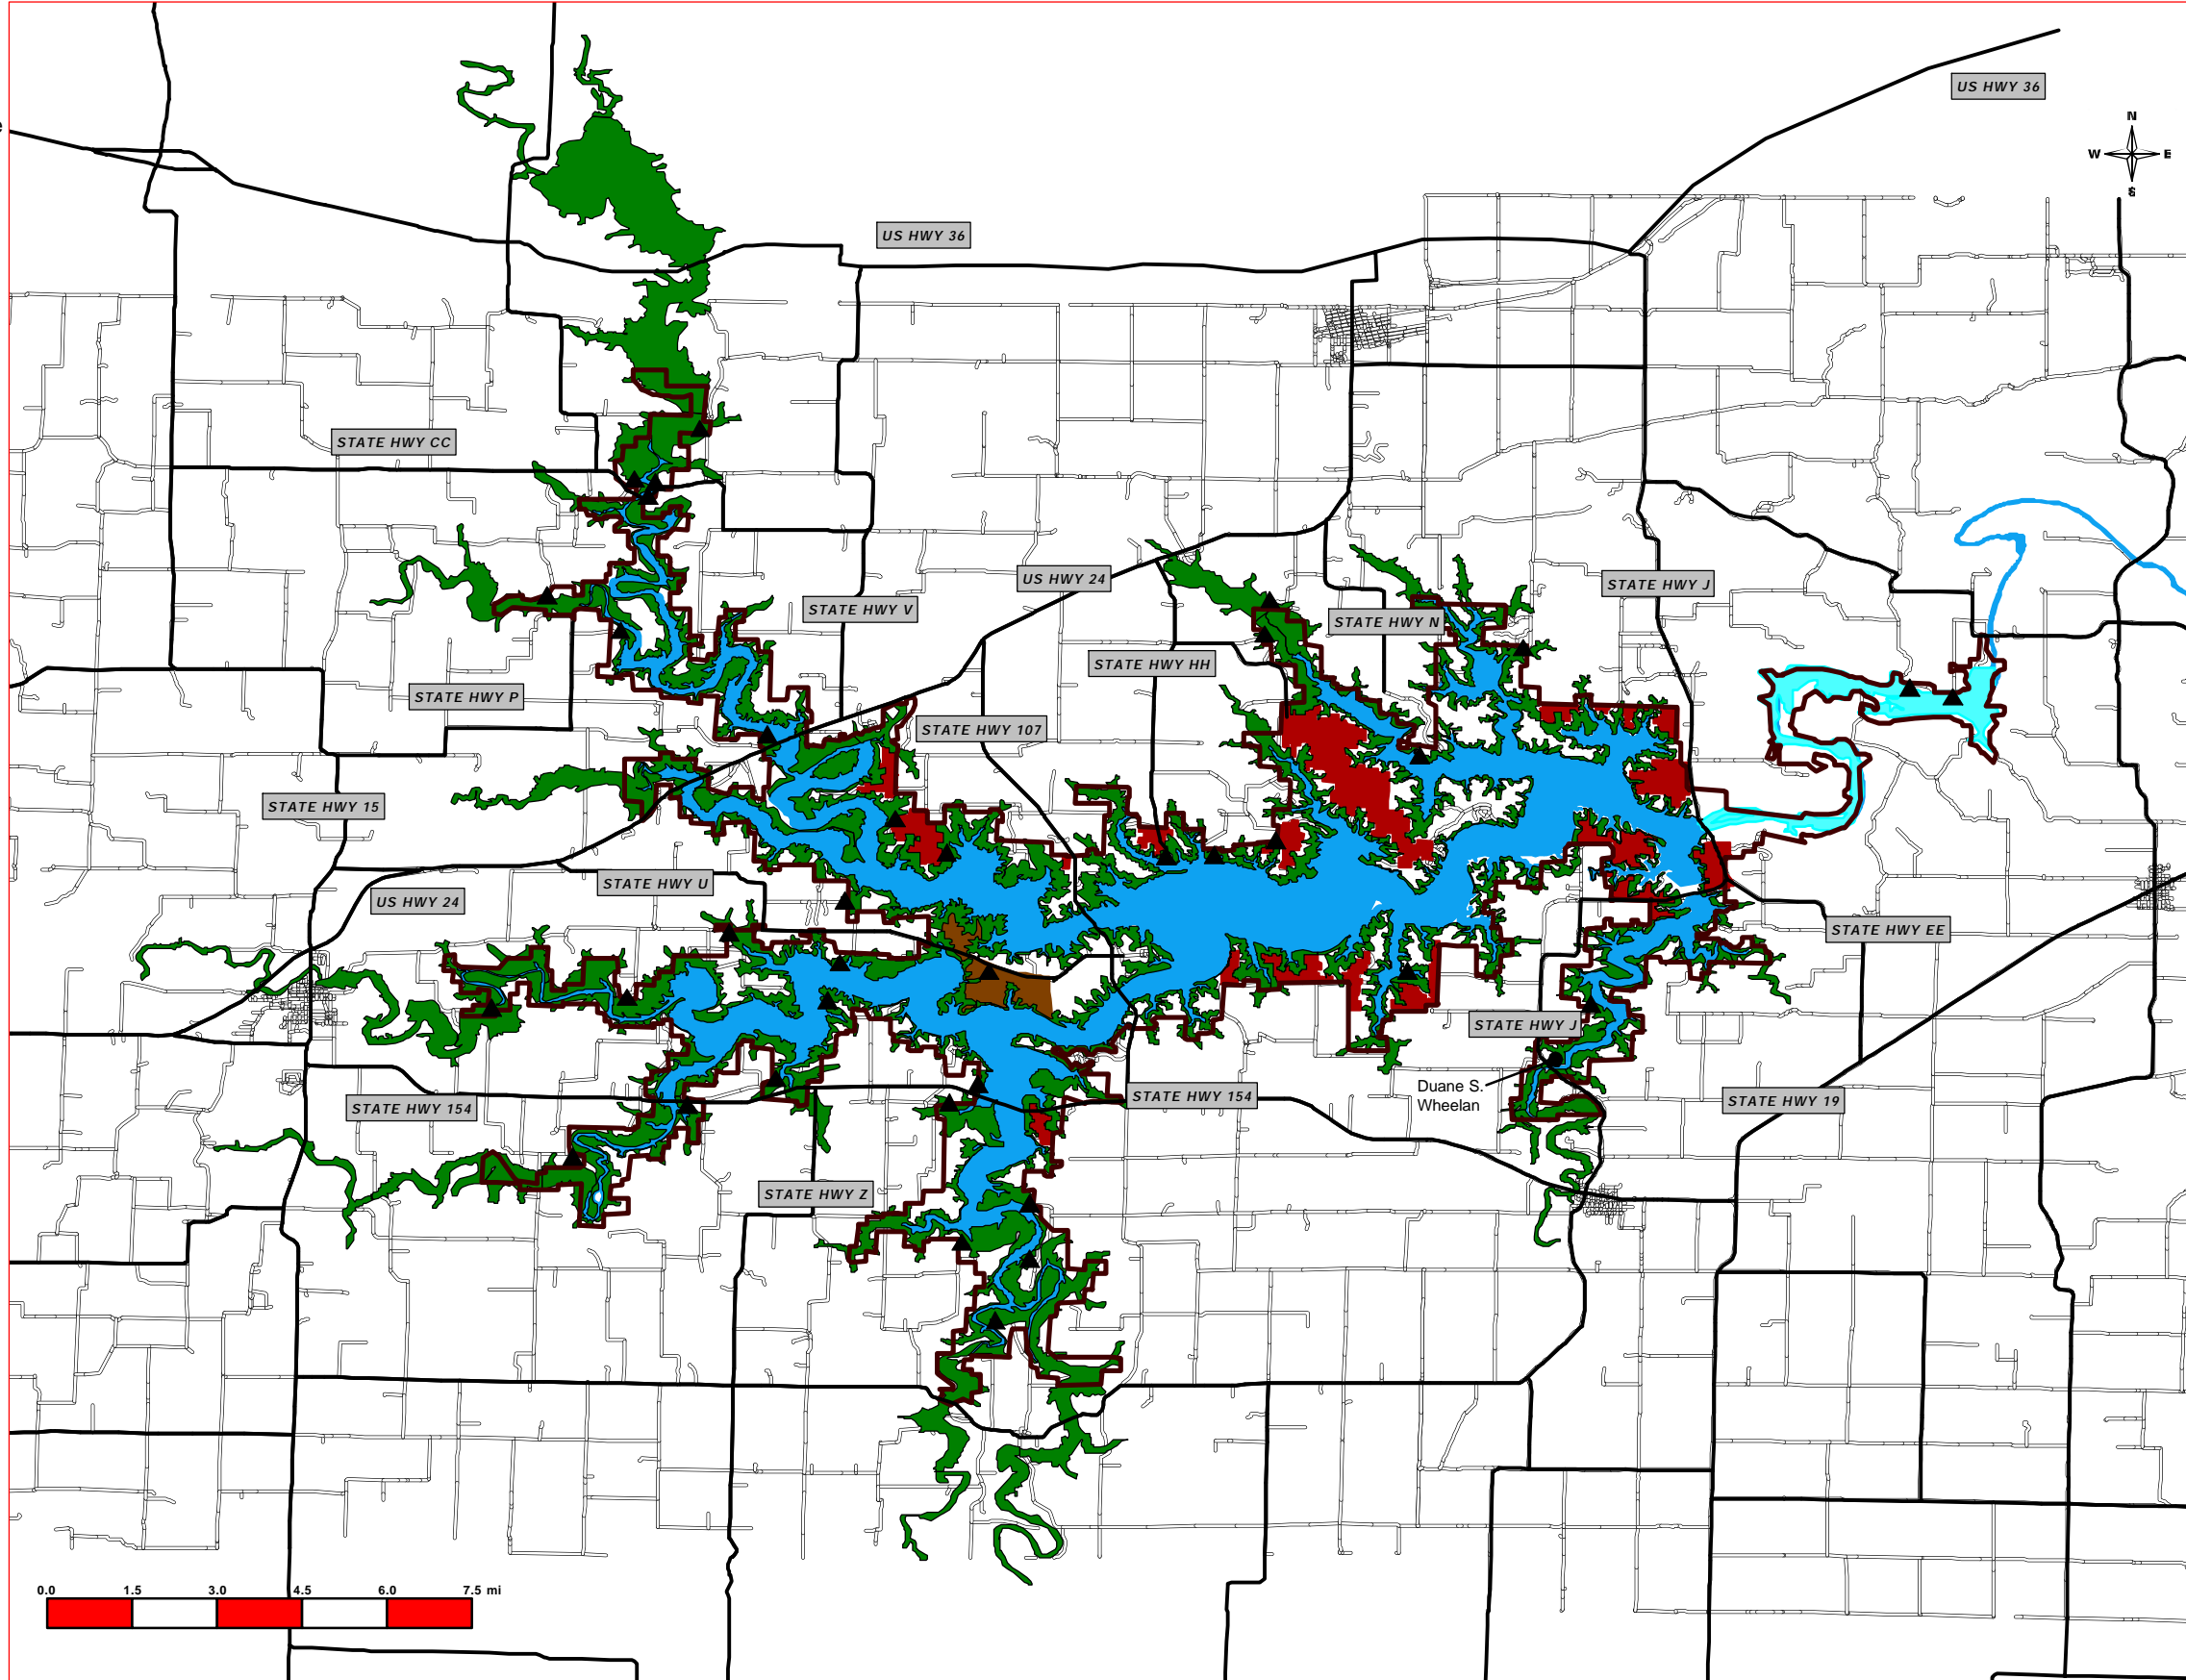 US HWY 36
N
W E
S
US HWY 36
STATE HWY CC
US HWY 24
STATE HWY J
STATE HWY V
STATE HWY N
STATE HWY HH
STATE HWY P
STATE HWY 107
STATE HWY 15
STATE HWY U
US HWY 24
STATE HWY EE
STATE HWY J
Duane S.
Wheelan
STATE HWY 154
STATE HWY 154
STATE HWY 19
STATE HWY Z
0.0 1.5 3.0 4.5 6.0 7.5 mi